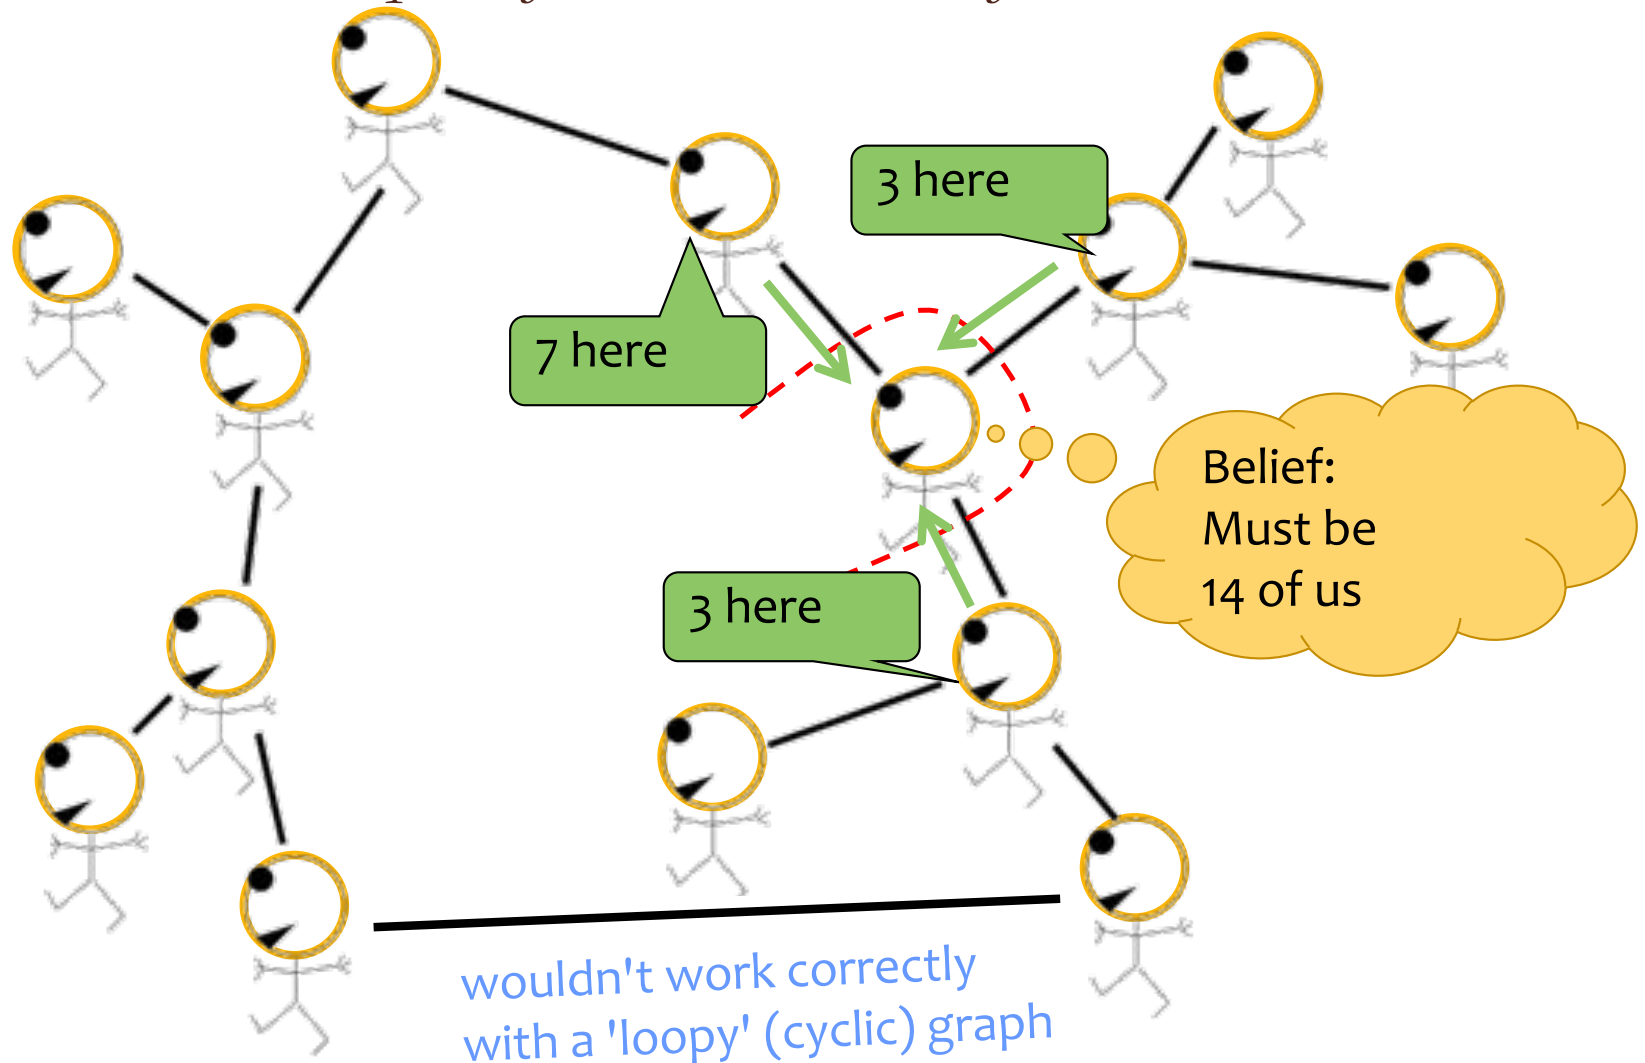 3 here
7 here
Belief:
Must be
14 of us
3 here
wouldn't work correctly
with a 'loopy' (cyclic) graph